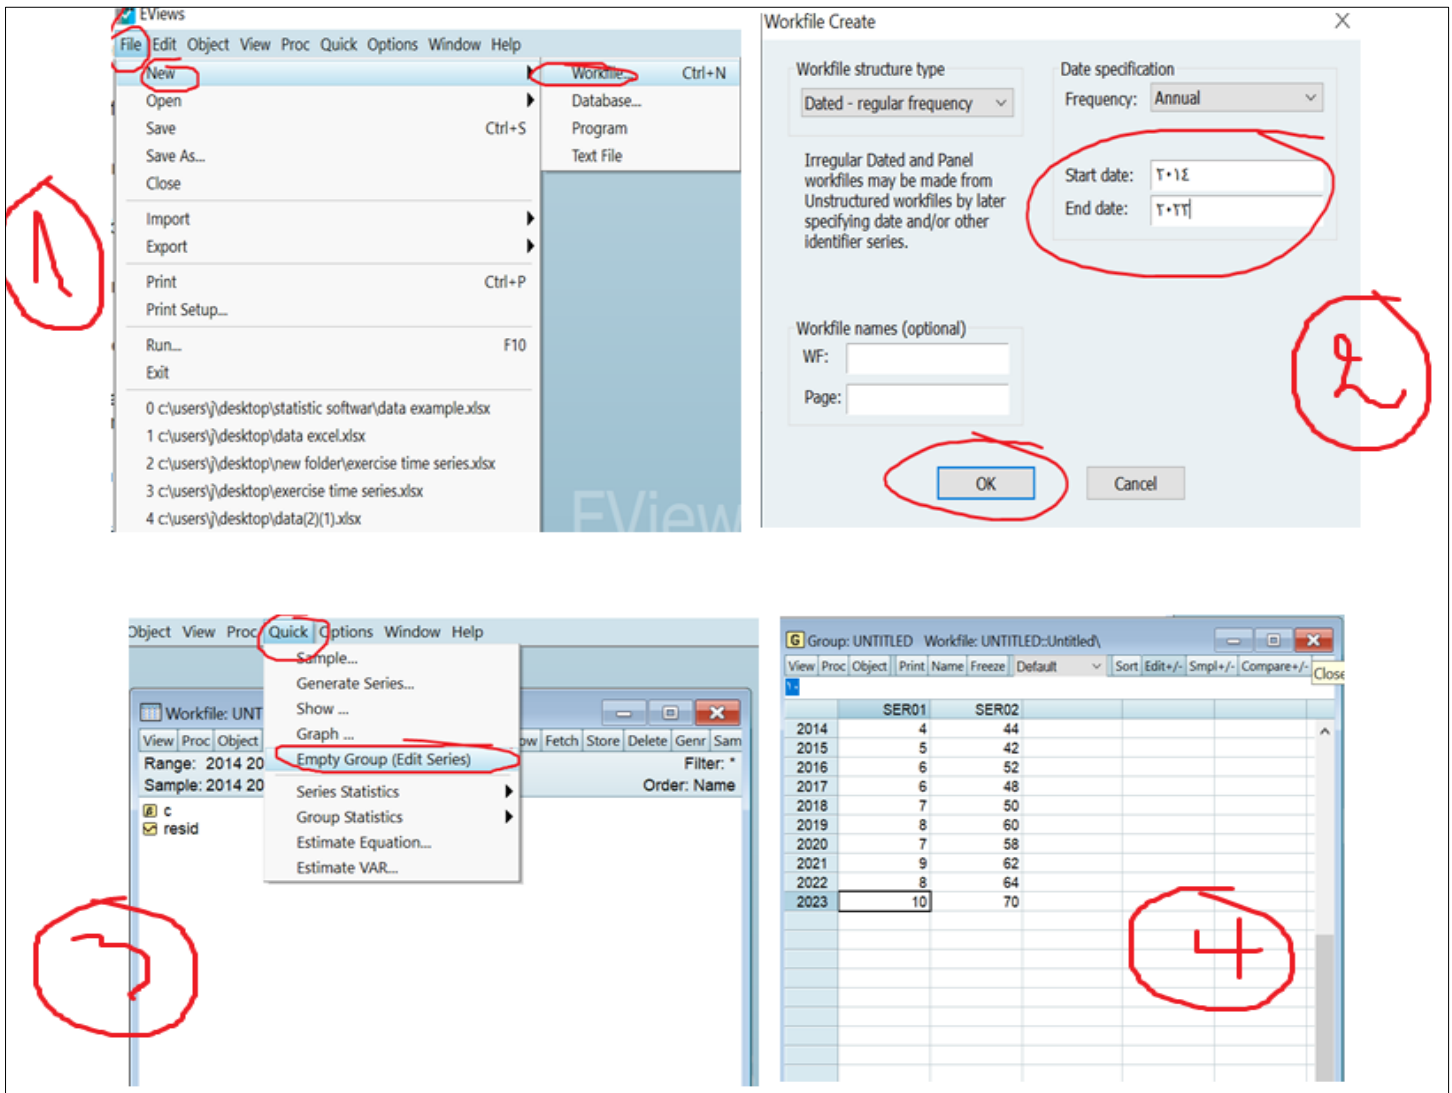 EViews
File Edit Object View Proc Quick Options Window Help
New
Open
Save Ctrl+S
Save As...
Close
Import
Export
Print Ctrl+P
Print Setup...
Run... F10
Exit
0 c:\users\j\desktop\statistic softwar\data example.xlsx
1 c:\users\j\desktop\data excel.xlsx
2 c:\users\j\desktop\new folder\exercise time series.xlsx
3 c:\users\j\desktop\exercise time series.xlsx
4 c:\users\j\desktop\data(2)(1).xlsx
Workfile... Ctrl+N
Database...
Program
Text File
EView
1
Workfile Create
Workfile structure type
Dated - regular frequency
Irregular Dated and Panel
workfiles may be made from
Unstructured workfiles by later
specifying date and/or other
identifier series.
Date specification
Frequency: Annual
Start date: ٢٠١٤
End date: ٢٠٢٣
Workfile names (optional)
WF:
Page:
OK Cancel
2
Object View Proc Quick Options Window Help
Sample...
Generate Series...
Show ...
Graph ...
Empty Group (Edit Series)
Series Statistics
Group Statistics
Estimate Equation...
Estimate VAR...
Workfile: UNT
View Proc Object ow Fetch Store Delete Genr Sam
Range: 2014 20 Filter: *
Sample: 2014 20 Order: Name
c
resid
G Group: UNTITLED Workfile: UNTITLED::Untitled\
View Proc Object Print Name Freeze Default Sort Edit+/- Smpl+/- Compare+/-
Close
١٠
SER01 SER02
2014 4 44
2015 5 42
2016 6 52
2017 6 48
2018 7 50
2019 8 60
2020 7 58
2021 9 62
2022 8 64
2023 10 70
4